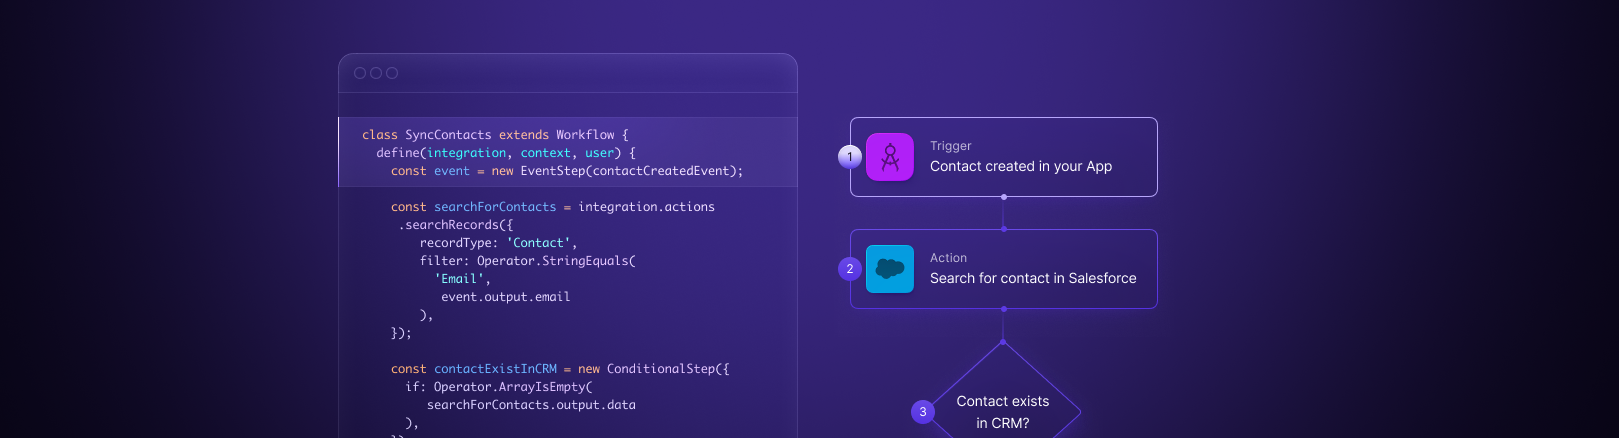 class SyncContacts extends Workflow {
define(integration, context, user) {
const event = new EventStep(contactCreatedEvent);
const searchForContacts = integration.actions
.searchRecords({
recordType: 'Contact',
filter: Operator.StringEquals(
'Email',
event.output.email
),
});
const contactExistInCRM = new ConditionalStep({
if: Operator.ArrayIsEmpty(
searchForContacts.output.data
),
1
Trigger
Contact created in your App
2
Action
Search for contact in Salesforce
3
Contact exists
in CRM?